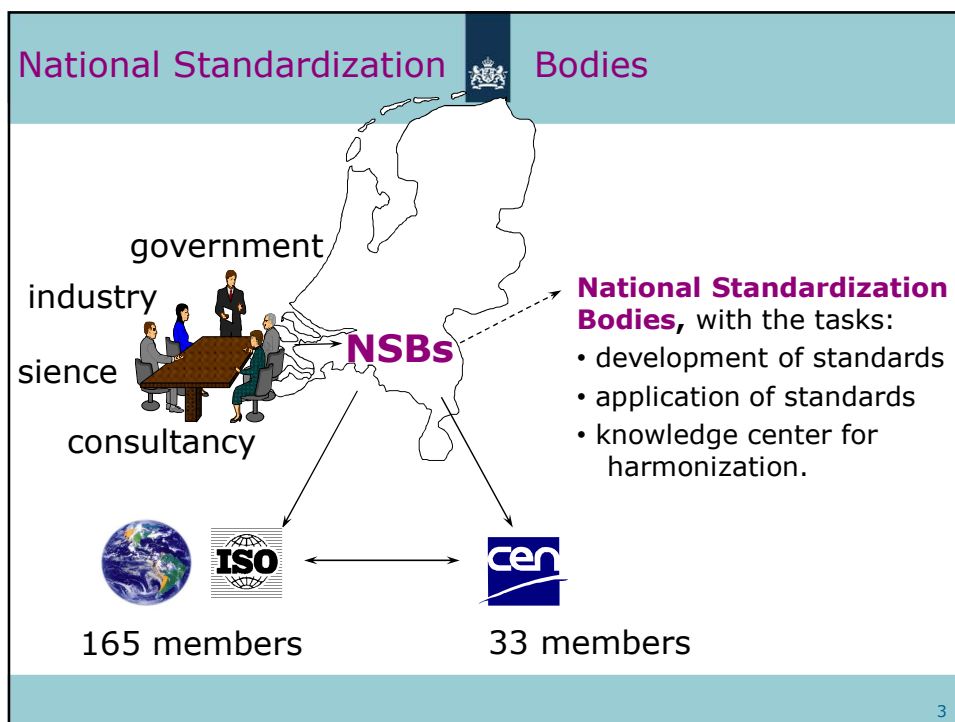 National Standardization Bodies
government
industry
sience
consultancy
NSBs
National Standardization
Bodies, with the tasks:
• development of standards
• application of standards
• knowledge center for
harmonization.
ISO
cen
165 members
33 members
3